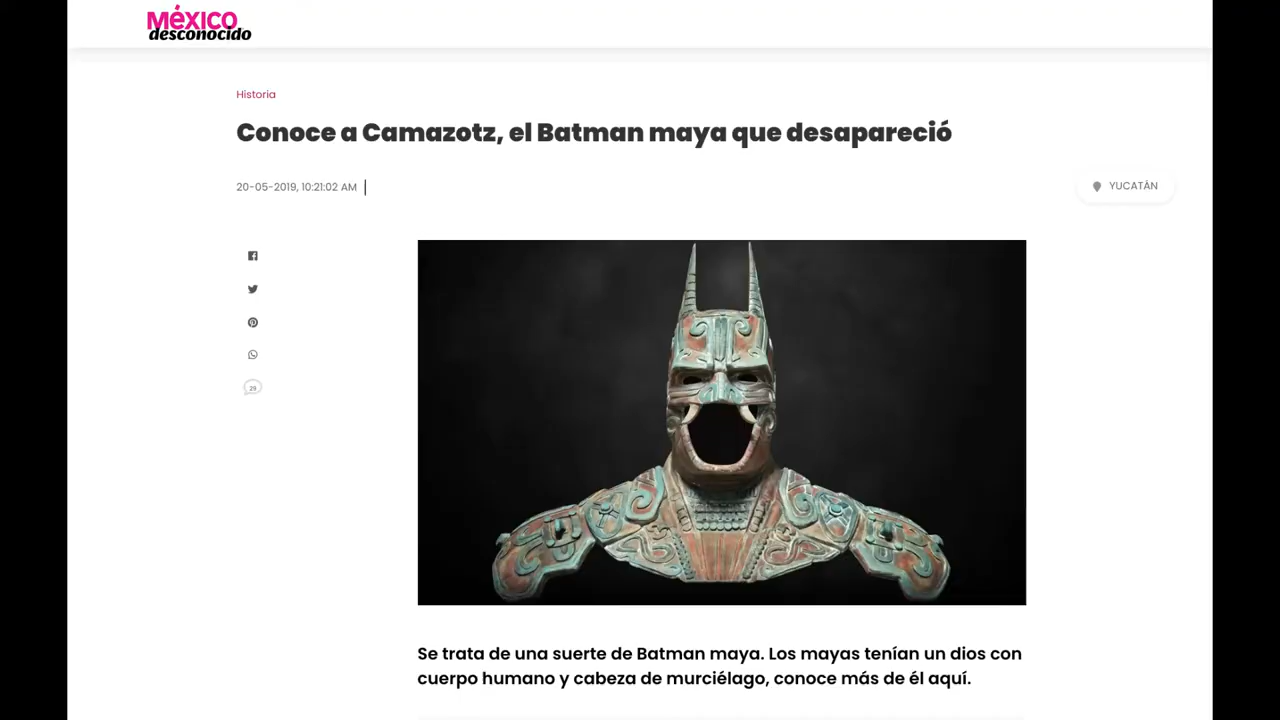 México
desconocido
Historia
Conoce a Camazotz, el Batman maya que desapareció
20-05-2019, 10:21:02 AM
YUCATÁN
29
Se trata de una suerte de Batman maya. Los mayas tenían un dios con
cuerpo humano y cabeza de murciélago, conoce más de él aquí.